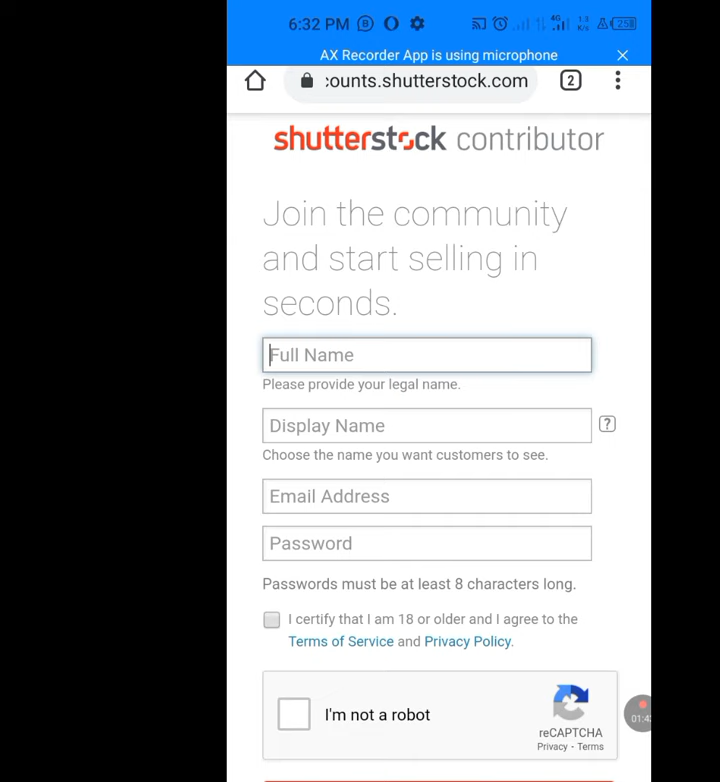 6:32 PM
AX Recorder App is using microphone
:ounts.shutterstock.com
2
shutterstock contributor
Join the community
and start selling in
seconds.
Full Name
Please provide your legal name.
Display Name
?
Choose the name you want customers to see.
Email Address
Password
Passwords must be at least 8 characters long.
I certify that I am 18 or older and I agree to the
Terms of Service and Privacy Policy.
I'm not a robot
reCAPTCHA
Privacy - Terms